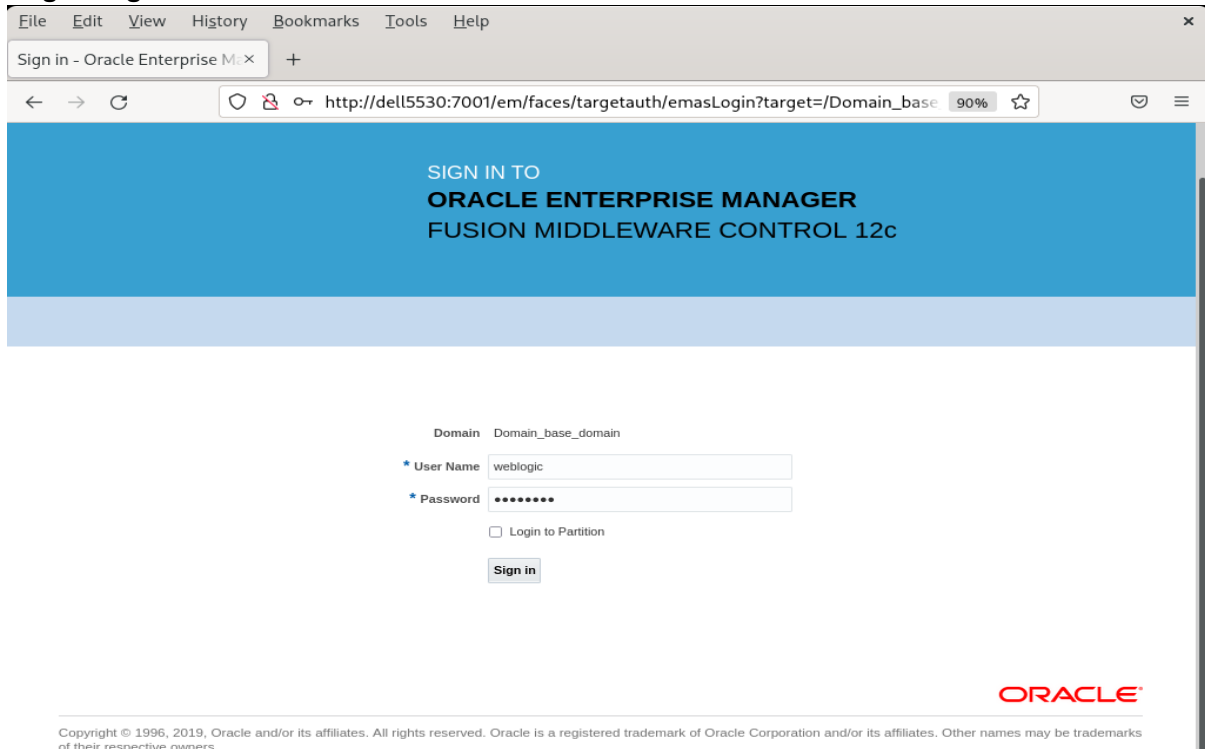 File Edit View History Bookmarks Tools Help
Sign in - Oracle Enterprise Ma
http://dell5530:7001/em/faces/targetauth/emasLogin?target=/Domain_base 90%
SIGN IN TO
ORACLE ENTERPRISE MANAGER
FUSION MIDDLEWARE CONTROL 12c
Domain Domain_base_domain
* User Name weblogic
* Password ••••••••
Login to Partition
Sign in
ORACLE
Copyright © 1996, 2019, Oracle and/or its affiliates. All rights reserved. Oracle is a registered trademark of Oracle Corporation and/or its affiliates. Other names may be trademarks
of their respective owners.